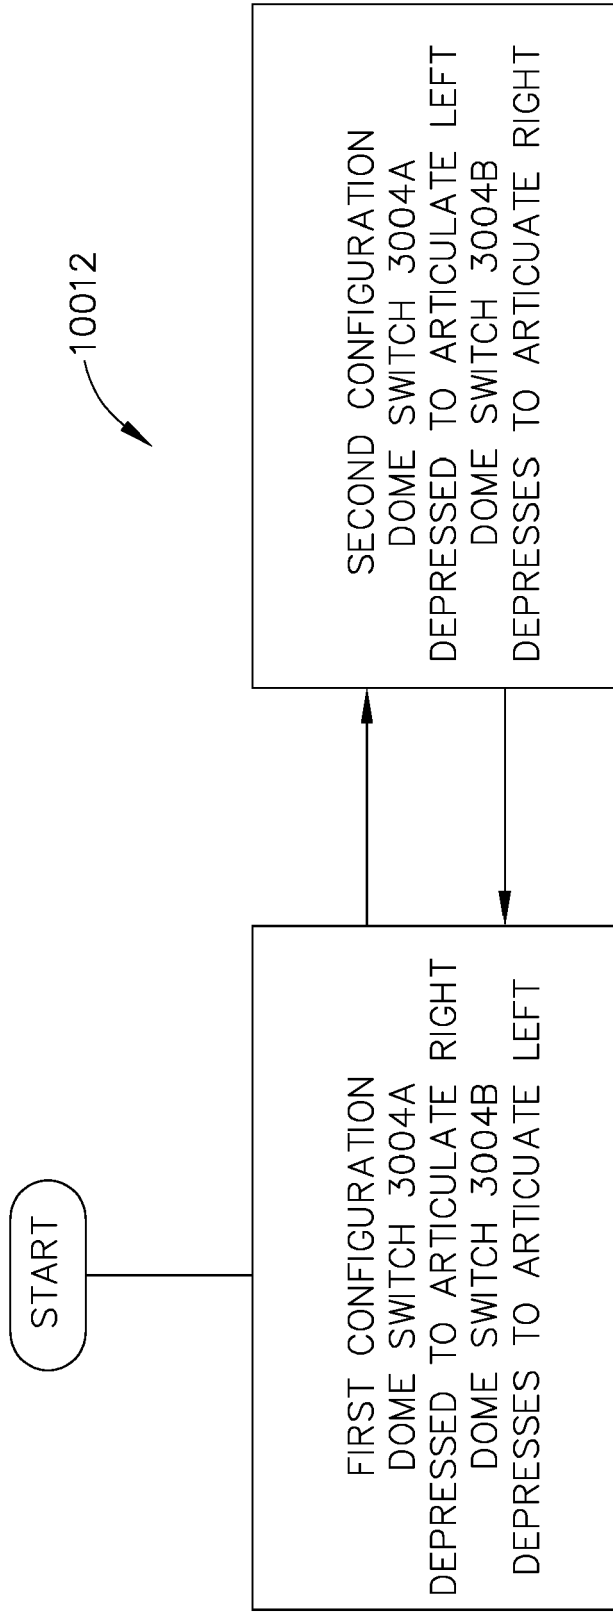 START
10012
FIRST CONFIGURATION
DOME SWITCH 3004A
DEPRESSED TO ARTICULATE RIGHT
DOME SWITCH 3004B
DEPRESSES TO ARTICUATE LEFT
SECOND CONFIGURATION
DOME SWITCH 3004A
DEPRESSED TO ARTICULATE LEFT
DOME SWITCH 3004B
DEPRESSES TO ARTICUATE RIGHT